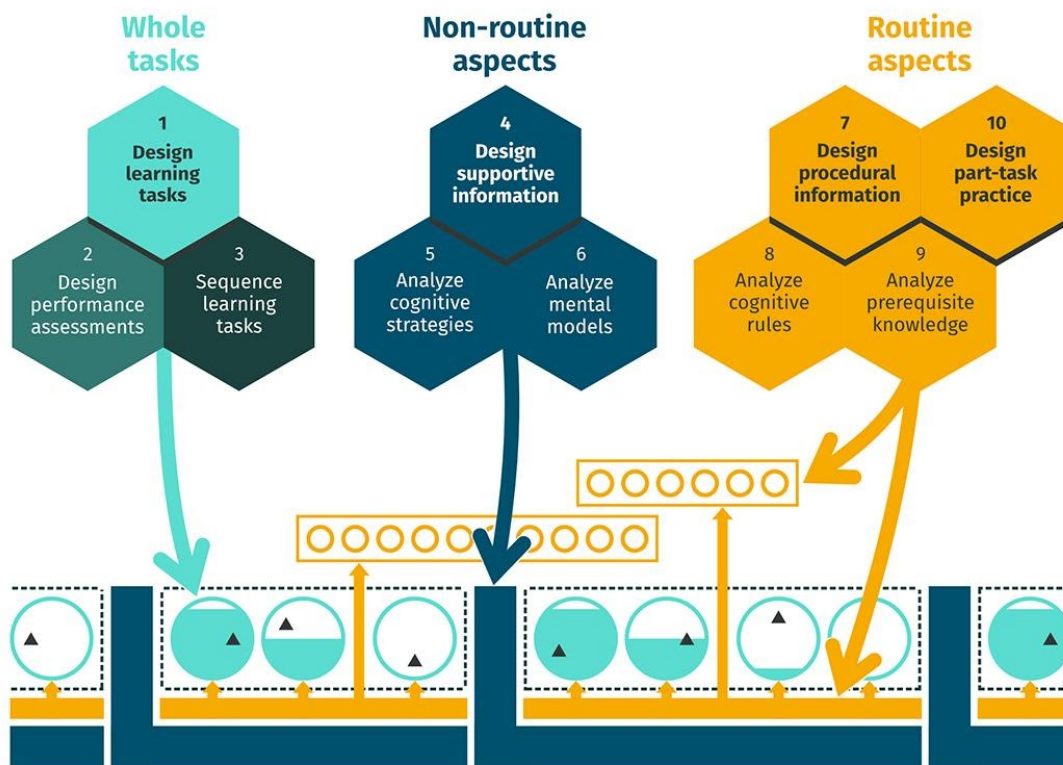 Whole
tasks
Non-routine
aspects
Routine
aspects
1
Design
learning
tasks
2
Design
performance
assessments
3
Sequence
learning
tasks
4
Design
supportive
information
5
Analyze
cognitive
strategies
6
Analyze
mental
models
7
Design
procedural
information
10
Design
part-task
practice
8
Analyze
cognitive
rules
9
Analyze
prerequisite
knowledge